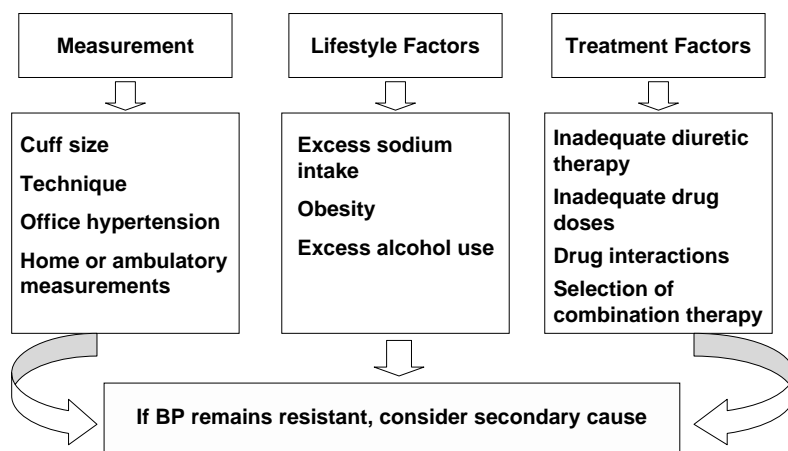 Measurement
Cuff size
Technique
Office hypertension
Home or ambulatory
measurements
Lifestyle Factors
Excess sodium
intake
Obesity
Excess alcohol use
Treatment Factors
Inadequate diuretic
therapy
Inadequate drug
doses
Drug interactions
Selection of
combination therapy
If BP remains resistant, consider secondary cause